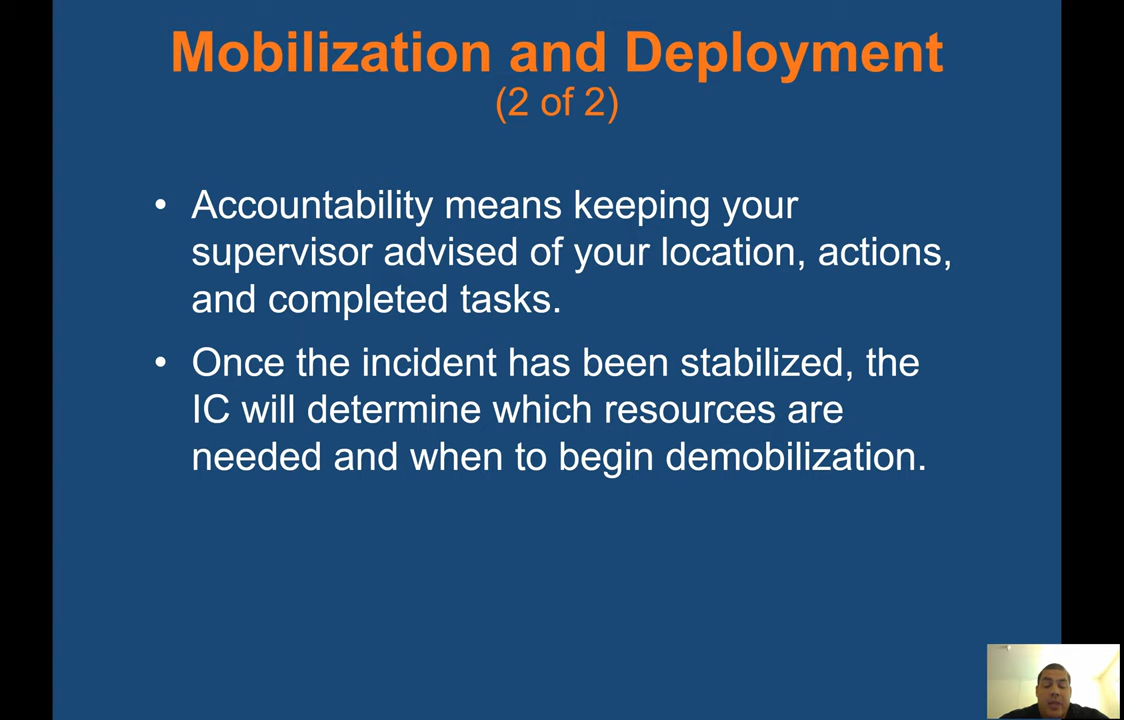 Mobilization and Deployment
(2 of 2)
• Accountability means keeping your
supervisor advised of your location, actions,
and completed tasks.
• Once the incident has been stabilized, the
IC will determine which resources are
needed and when to begin demobilization.